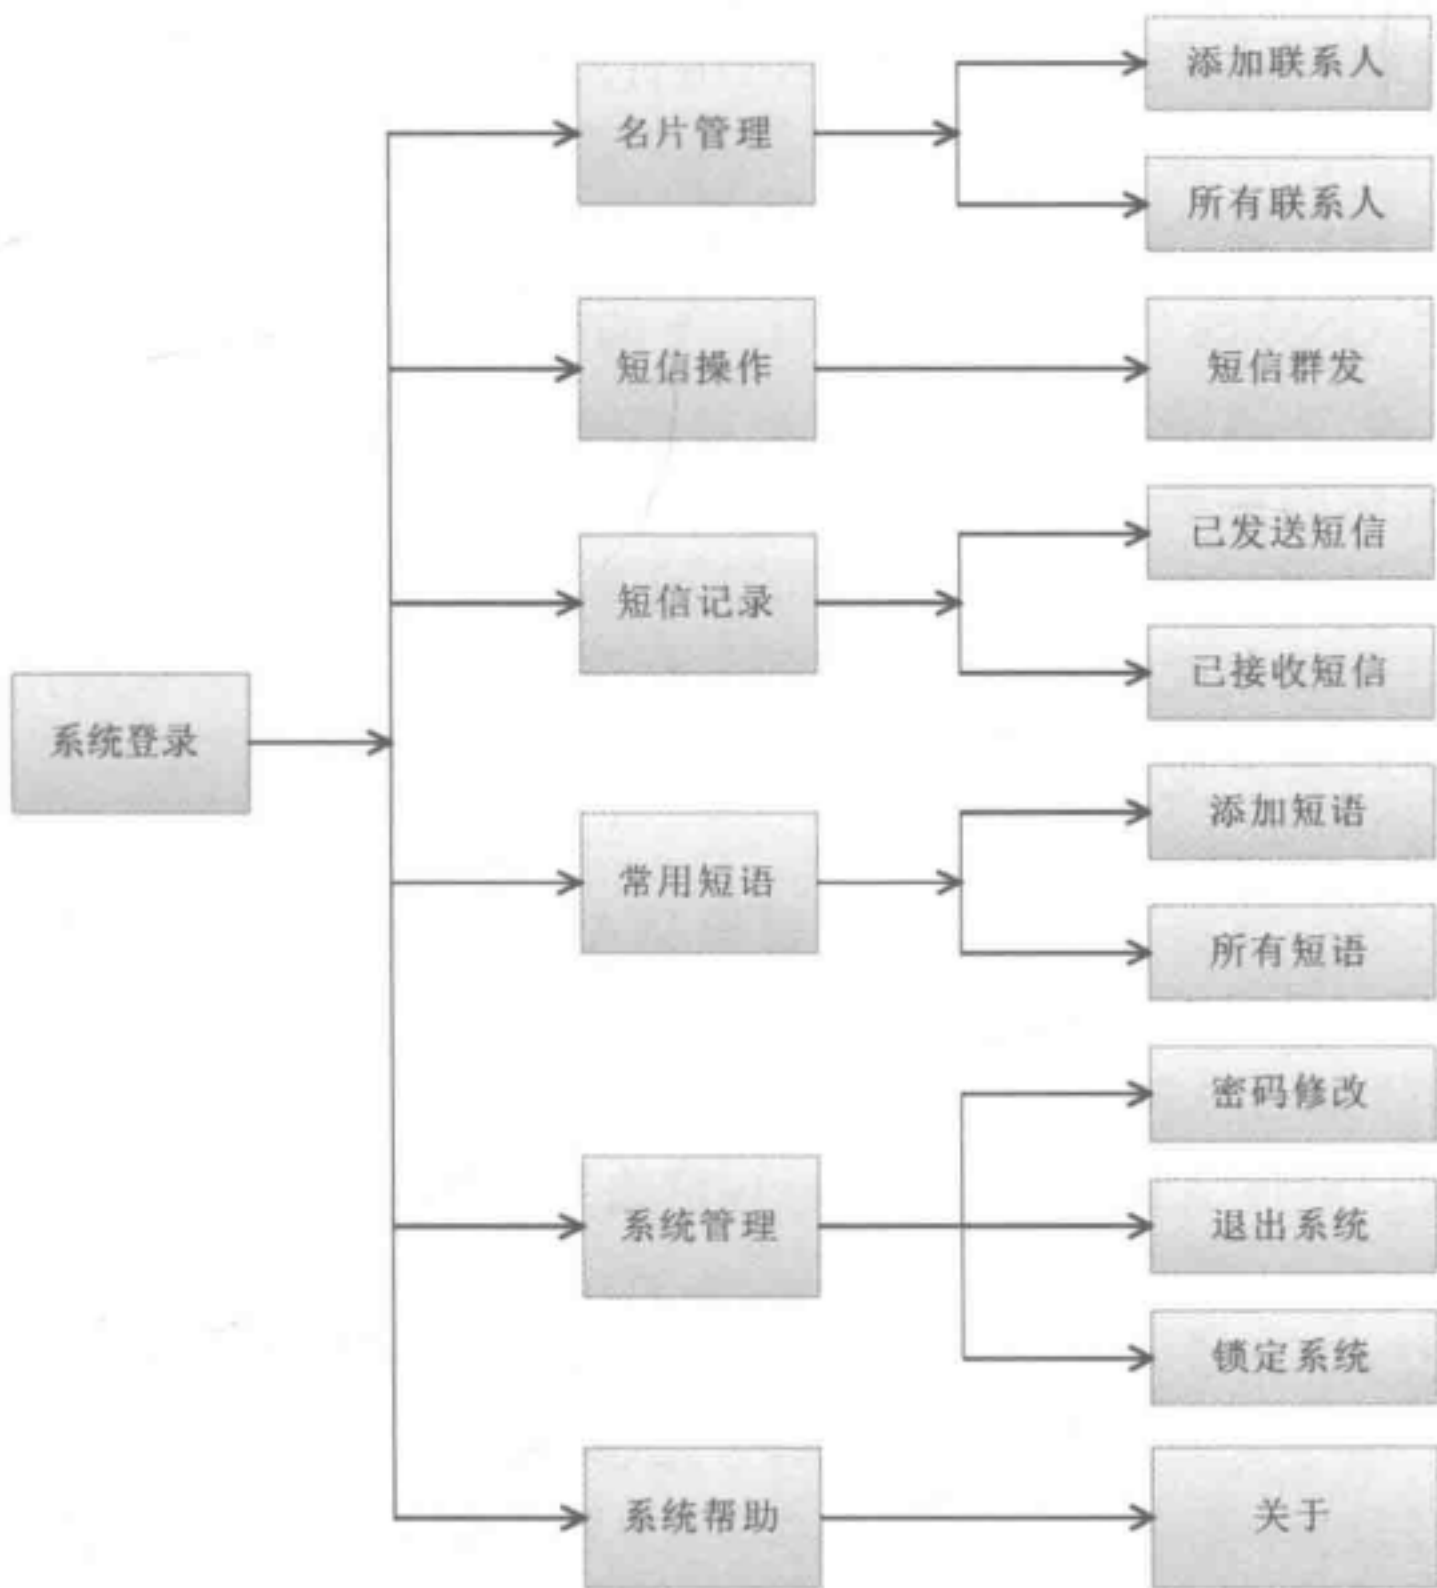 添加联系人
名片管理
所有联系人
短信操作
短信群发
已发送短信
短信记录
已接收短信
系统登录
添加短语
常用短语
所有短语
密码修改
系统管理
退出系统
锁定系统
系统帮助
关于